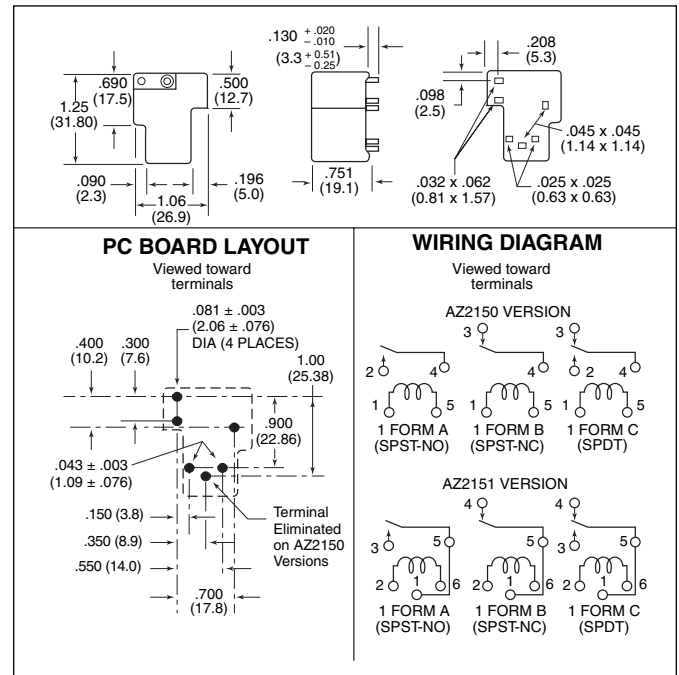 .130 +.020
-.010
(3.3 +0.51)
-0.25
.208
(5.3)
.690
(17.5)
.500
(12.7)
1.25
(31.80)
.098
(2.5)
.045 x .045
(1.14 x 1.14)
.090
(2.3)
1.06
(26.9)
.196
(5.0)
.751
(19.1)
.032 x .062
(0.81 x 1.57)
.025 x .025
(0.63 x 0.63)
PC BOARD LAYOUT
Viewed toward
terminals
.081 ± .003
(2.06 ± .076)
DIA (4 PLACES)
.400
(10.2)
.300
(7.6)
1.00
(25.38)
.900
(22.86)
.043 ± .003
(1.09 ± .076)
.150 (3.8)
.350 (8.9)
.550 (14.0)
.700
(17.8)
Terminal
Eliminated
on AZ2150
Versions
WIRING DIAGRAM
Viewed toward
terminals
AZ2150 VERSION
3 3
2 4 4 2 4
1 5 1 5 1 5
1 FORM A 1 FORM B 1 FORM C
(SPST-NO) (SPST-NC) (SPDT)
AZ2151 VERSION
4 4
3 5 5 3 5
2 1 6 2 1 6 2 1 6
1 FORM A 1 FORM B 1 FORM C
(SPST-NO) (SPST-NC) (SPDT)